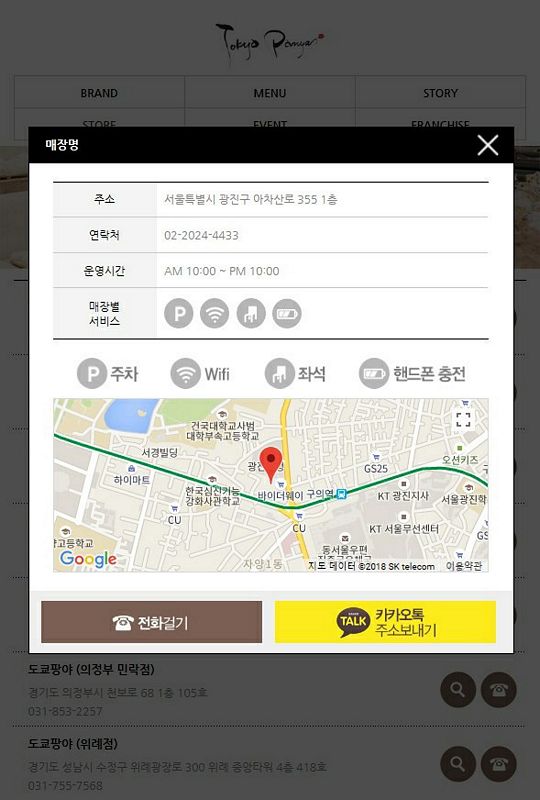 Tokyo Panya
BRAND MENU STORY
STORE EVENT FRANCHISE
매장명
주소 서울특별시 광진구 아차산로 355 1층
연락처 02-2024-4433
운영시간 AM 10:00 ~ PM 10:00
매장별
서비스
P
P 주차 Wifi 좌석 핸드폰 충전
건국대학교사범
대학부속고등학교
서경빌딩
하이마트
광진
GS25
오션키즈
한국심신기능
강화사관학교
바이더웨이 구의역
KT 광진지사
서울광진학
CU
CU
KT 서울무선센터
고등학교
동서울우편
자양1동
Google
지도 데이터 ©2018 SK telecom 이용약관
전화걸기
TALK
카카오톡
주소보내기
도쿄팡야 (의정부 민락점)
경기도 의정부시 천보로 68 1층 105호
031-853-2257
도쿄팡야 (위례점)
경기도 성남시 수정구 위례광장로 300 위례 중앙타워 4층 418호
031-755-7568